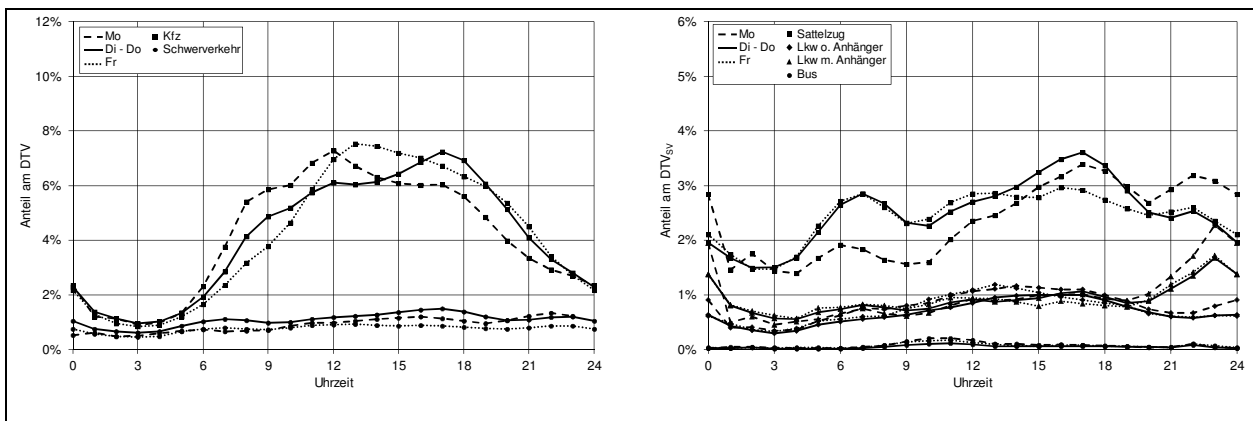 Anteil am DTV
12%
10%
8%
6%
4%
2%
0%
Mo
Di - Do
Fr
Kfz
Schwerverkehr
0 3 6 9 12 15 18 21 24
Uhrzeit
Anteil am DTVSV
6%
5%
4%
3%
2%
1%
0%
Mo
Di - Do
Fr
Sattelzug
Lkw o. Anhänger
Lkw m. Anhänger
Bus
0 3 6 9 12 15 18 21 24
Uhrzeit